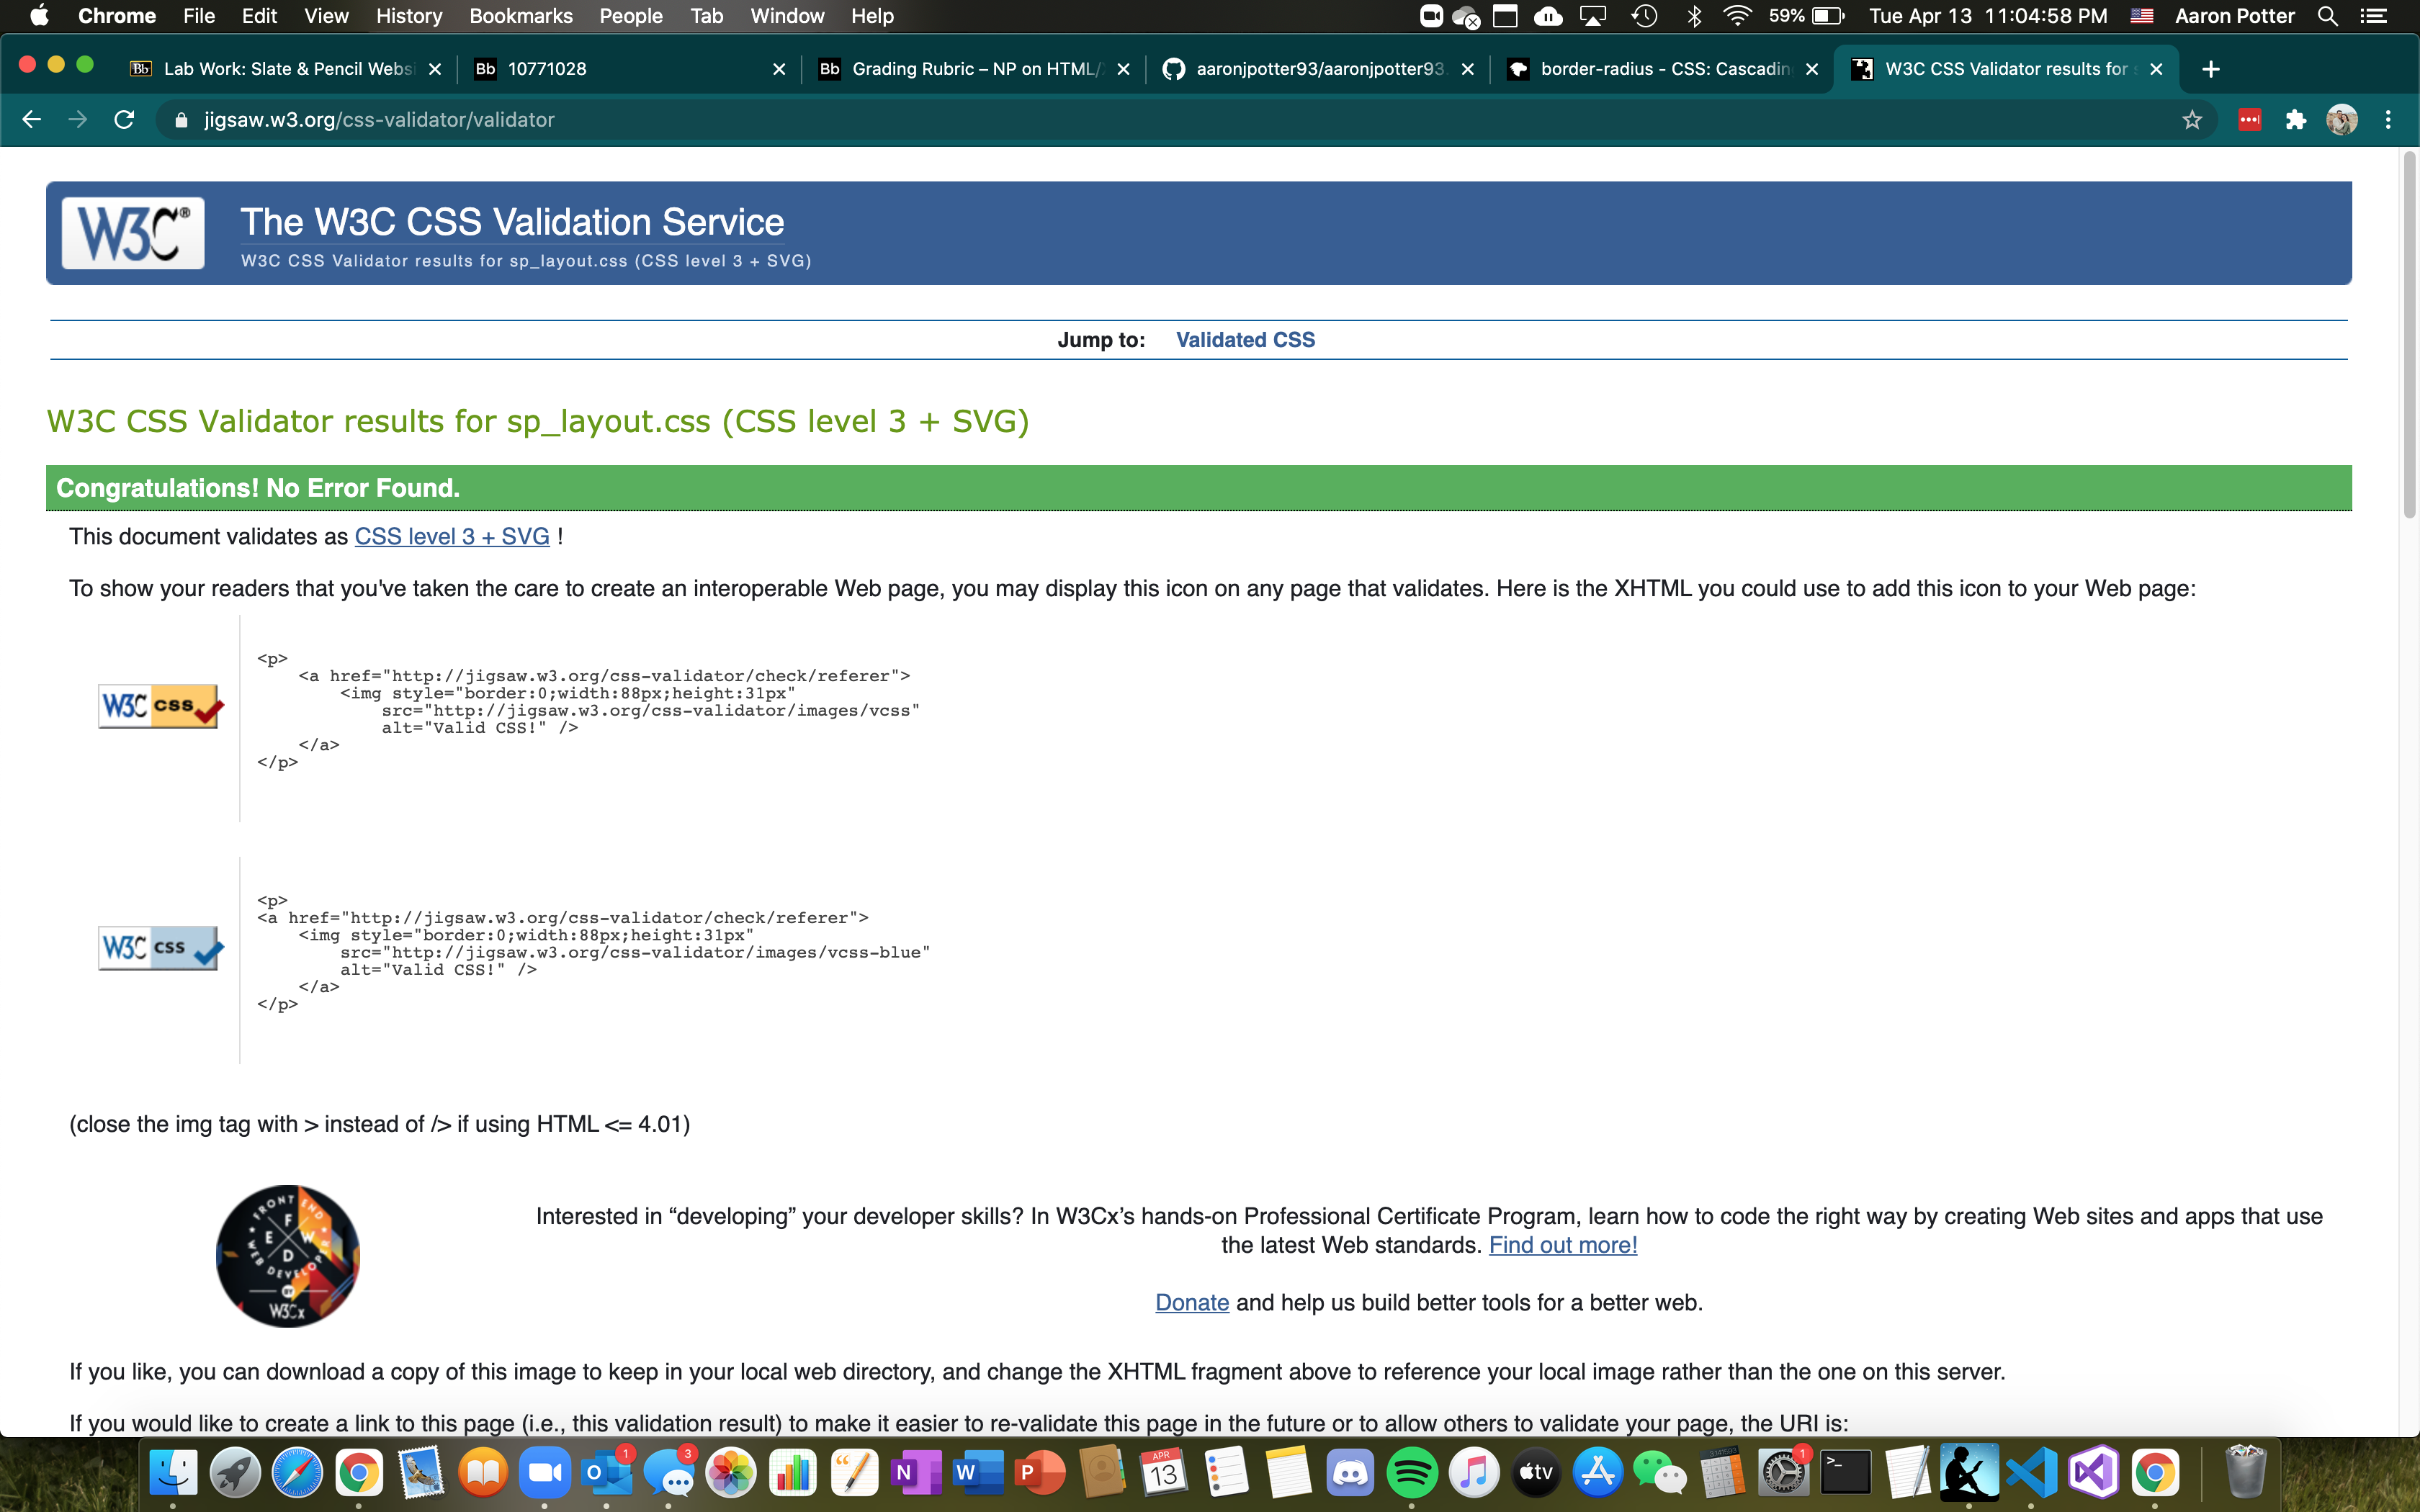 Chrome File Edit View History Bookmarks People Tab Window Help 59% Tue Apr 13 11:04:58 PM Aaron Potter
Bb Lab Work: Slate & Pencil Webs
Bb 10771028
Bb Grading Rubric – NP on HTML/
aaronjpotter93/aaronjpotter93
border-radius - CSS: Cascadin
W3C CSS Validator results for
jigsaw.w3.org/css-validator/validator
W3C®
The W3C CSS Validation Service
W3C CSS Validator results for sp_layout.css (CSS level 3 + SVG)
Jump to: Validated CSS
W3C CSS Validator results for sp_layout.css (CSS level 3 + SVG)
Congratulations! No Error Found.
This document validates as CSS level 3 + SVG !
To show your readers that you've taken the care to create an interoperable Web page, you may display this icon on any page that validates. Here is the XHTML you could use to add this icon to your Web page:
W3C css
<p>
<a href="http://jigsaw.w3.org/css-validator/check/referer">
<img style="border:0;width:88px;height:31px"
src="http://jigsaw.w3.org/css-validator/images/vcss"
alt="Valid CSS!" />
</a>
</p>
W3C css
<p>
<a href="http://jigsaw.w3.org/css-validator/check/referer">
<img style="border:0;width:88px;height:31px"
src="http://jigsaw.w3.org/css-validator/images/vcss-blue"
alt="Valid CSS!" />
</a>
</p>
(close the img tag with > instead of /> if using HTML <= 4.01)
FRONT END
F E W D
WEB DEVELOPER
BY
W3Cx
Interested in “developing” your developer skills? In W3Cx’s hands-on Professional Certificate Program, learn how to code the right way by creating Web sites and apps that use
the latest Web standards. Find out more!
Donate and help us build better tools for a better web.
If you like, you can download a copy of this image to keep in your local web directory, and change the XHTML fragment above to reference your local image rather than the one on this server.
If you would like to create a link to this page (i.e., this validation result) to make it easier to re-validate this page in the future or to allow others to validate your page, the URI is:
1 3 N W P APR 13 tv 1